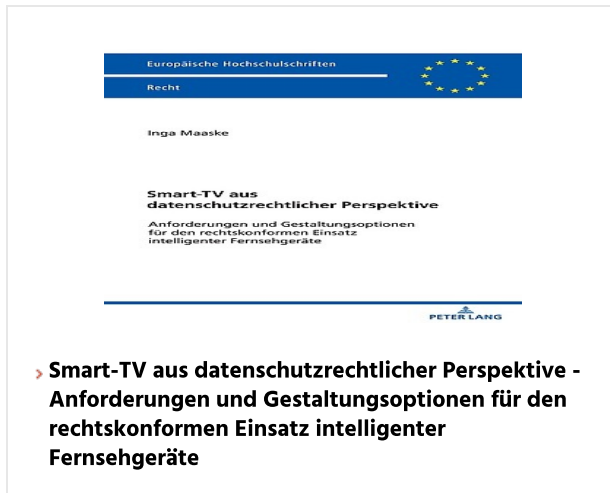 Europäische Hochschulschriften
Recht
Inga Maaske
Smart-TV aus
datenschutzrechtlicher Perspektive
Anforderungen und Gestaltungsoptionen
für den rechtskonformen Einsatz
intelligenter Fernsehgeräte
PETER LANG
Smart-TV aus datenschutzrechtlicher Perspektive -
Anforderungen und Gestaltungsoptionen für den
rechtskonformen Einsatz intelligenter
Fernsehgeräte